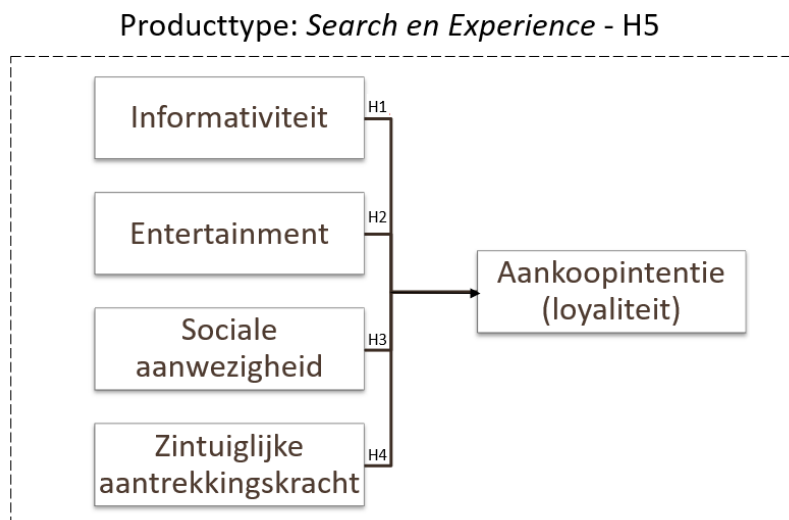 Producttype: Search en Experience - H5
Informativiteit
H1
Entertainment
H2
Sociale
aanwezigheid
H3
Zintuiglijke
aantrekkingskracht
H4
Aankoopintentie
(loyaliteit)